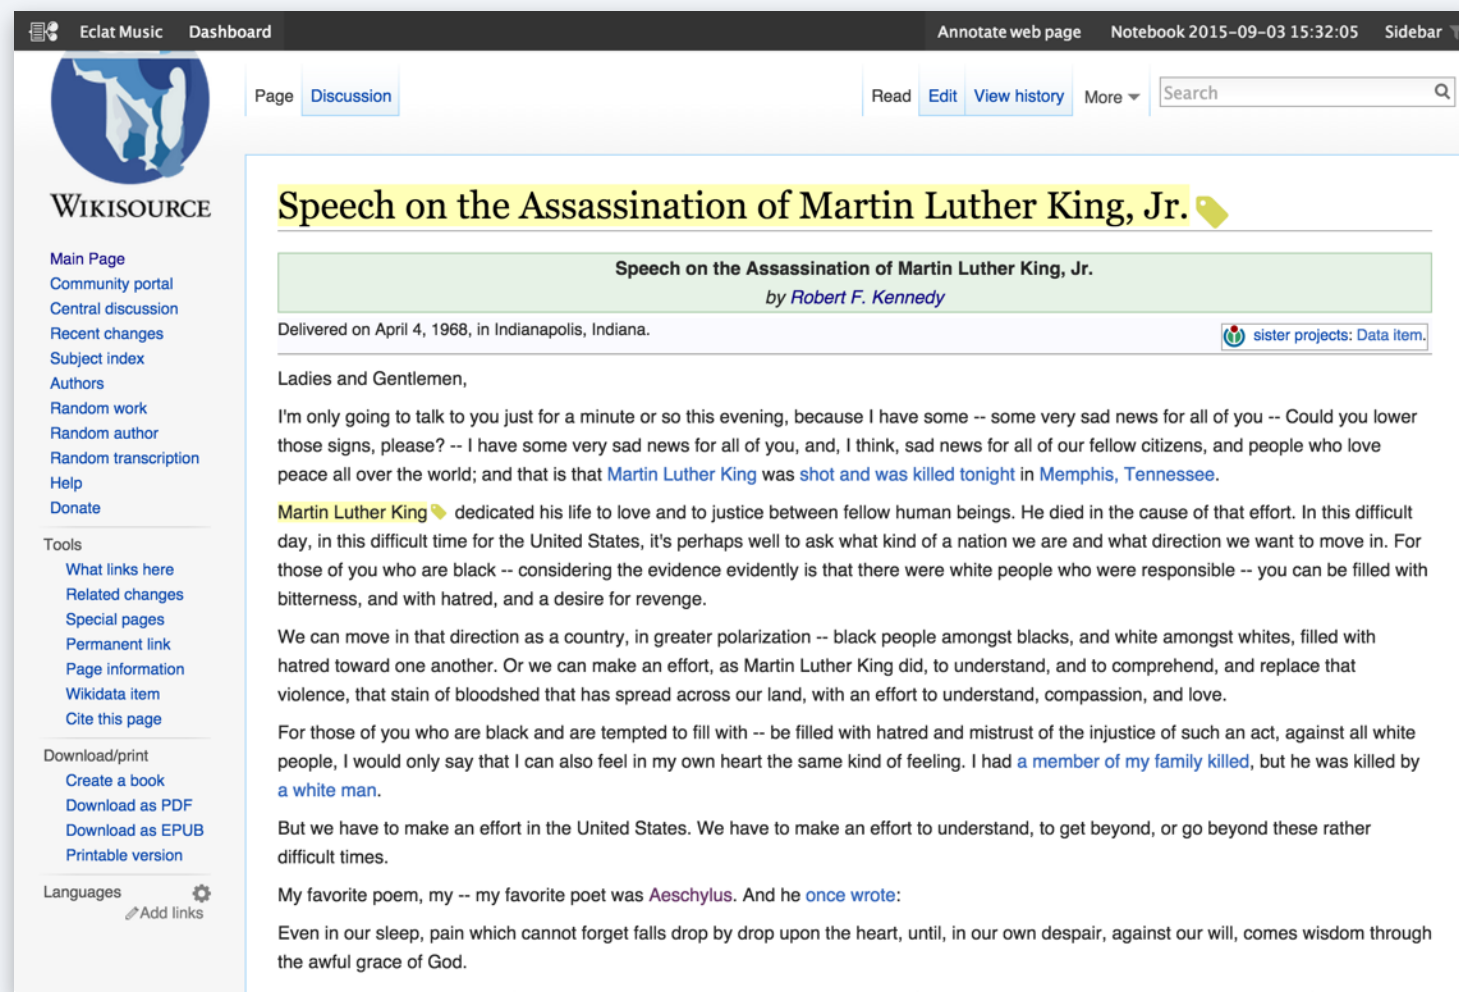 Eclat Music Dashboard Annotate web page Notebook 2015-09-03 15:32:05 Sidebar
Page Discussion Read Edit View history More Search
WIKISOURCE
Main Page
Community portal
Central discussion
Recent changes
Subject index
Authors
Random work
Random author
Random transcription
Help
Donate
Tools
What links here
Related changes
Special pages
Permanent link
Page information
Wikidata item
Cite this page
Download/print
Create a book
Download as PDF
Download as EPUB
Printable version
Languages
Add links
Speech on the Assassination of Martin Luther King, Jr.
Speech on the Assassination of Martin Luther King, Jr.
by Robert F. Kennedy
Delivered on April 4, 1968, in Indianapolis, Indiana.
sister projects: Data item.
Ladies and Gentlemen,
I'm only going to talk to you just for a minute or so this evening, because I have some -- some very sad news for all of you -- Could you lower
those signs, please? -- I have some very sad news for all of you, and, I think, sad news for all of our fellow citizens, and people who love
peace all over the world; and that is that Martin Luther King was shot and was killed tonight in Memphis, Tennessee.
Martin Luther King dedicated his life to love and to justice between fellow human beings. He died in the cause of that effort. In this difficult
day, in this difficult time for the United States, it's perhaps well to ask what kind of a nation we are and what direction we want to move in. For
those of you who are black -- considering the evidence evidently is that there were white people who were responsible -- you can be filled with
bitterness, and with hatred, and a desire for revenge.
We can move in that direction as a country, in greater polarization -- black people amongst blacks, and white amongst whites, filled with
hatred toward one another. Or we can make an effort, as Martin Luther King did, to understand, and to comprehend, and replace that
violence, that stain of bloodshed that has spread across our land, with an effort to understand, compassion, and love.
For those of you who are black and are tempted to fill with -- be filled with hatred and mistrust of the injustice of such an act, against all white
people, I would only say that I can also feel in my own heart the same kind of feeling. I had a member of my family killed, but he was killed by
a white man.
But we have to make an effort in the United States. We have to make an effort to understand, to get beyond, or go beyond these rather
difficult times.
My favorite poem, my -- my favorite poet was Aeschylus. And he once wrote:
Even in our sleep, pain which cannot forget falls drop by drop upon the heart, until, in our own despair, against our will, comes wisdom through
the awful grace of God.